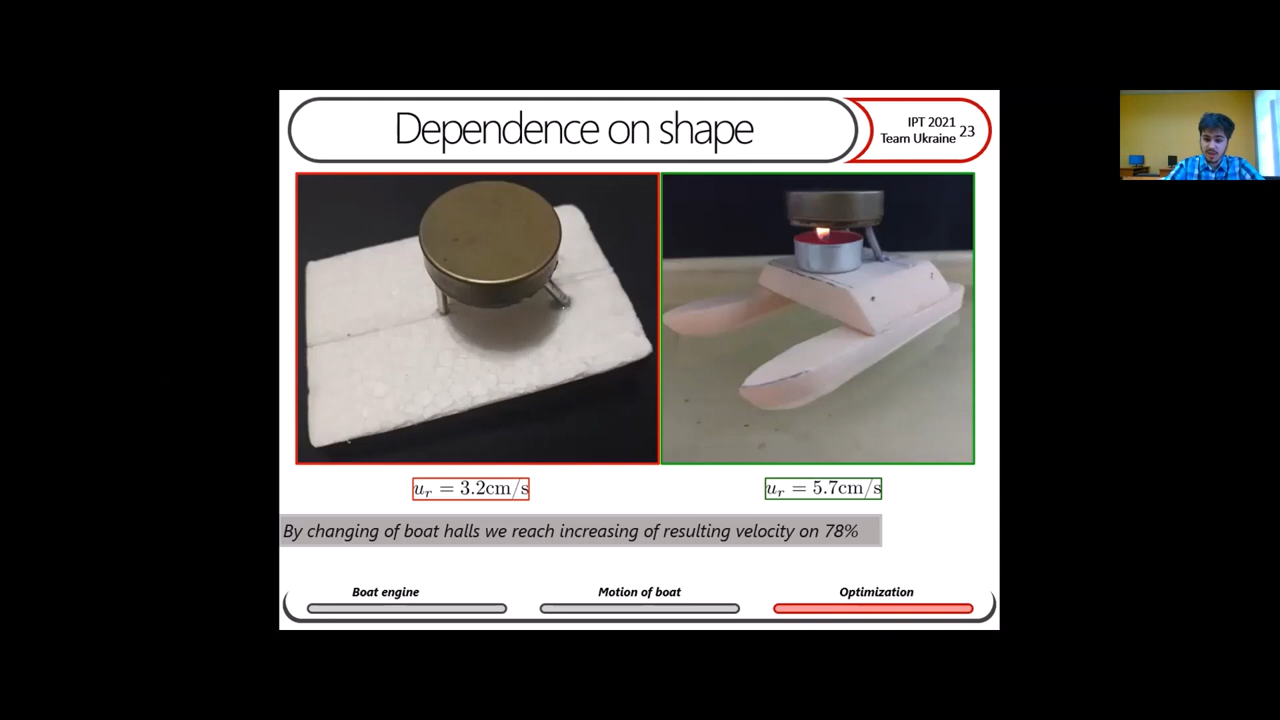 Dependence on shape
IPT 2021
Team Ukraine 23
u_r = 3.2cm/s
u_r = 5.7cm/s
By changing of boat halls we reach increasing of resulting velocity on 78%
Boat engine
Motion of boat
Optimization